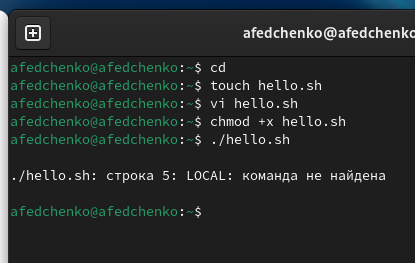 afedchenko@afedchenko
afedchenko@afedchenko:~$ cd
afedchenko@afedchenko:~$ touch hello.sh
afedchenko@afedchenko:~$ vi hello.sh
afedchenko@afedchenko:~$ chmod +x hello.sh
afedchenko@afedchenko:~$ ./hello.sh
./hello.sh: строка 5: LOCAL: команда не найдена
afedchenko@afedchenko:~$